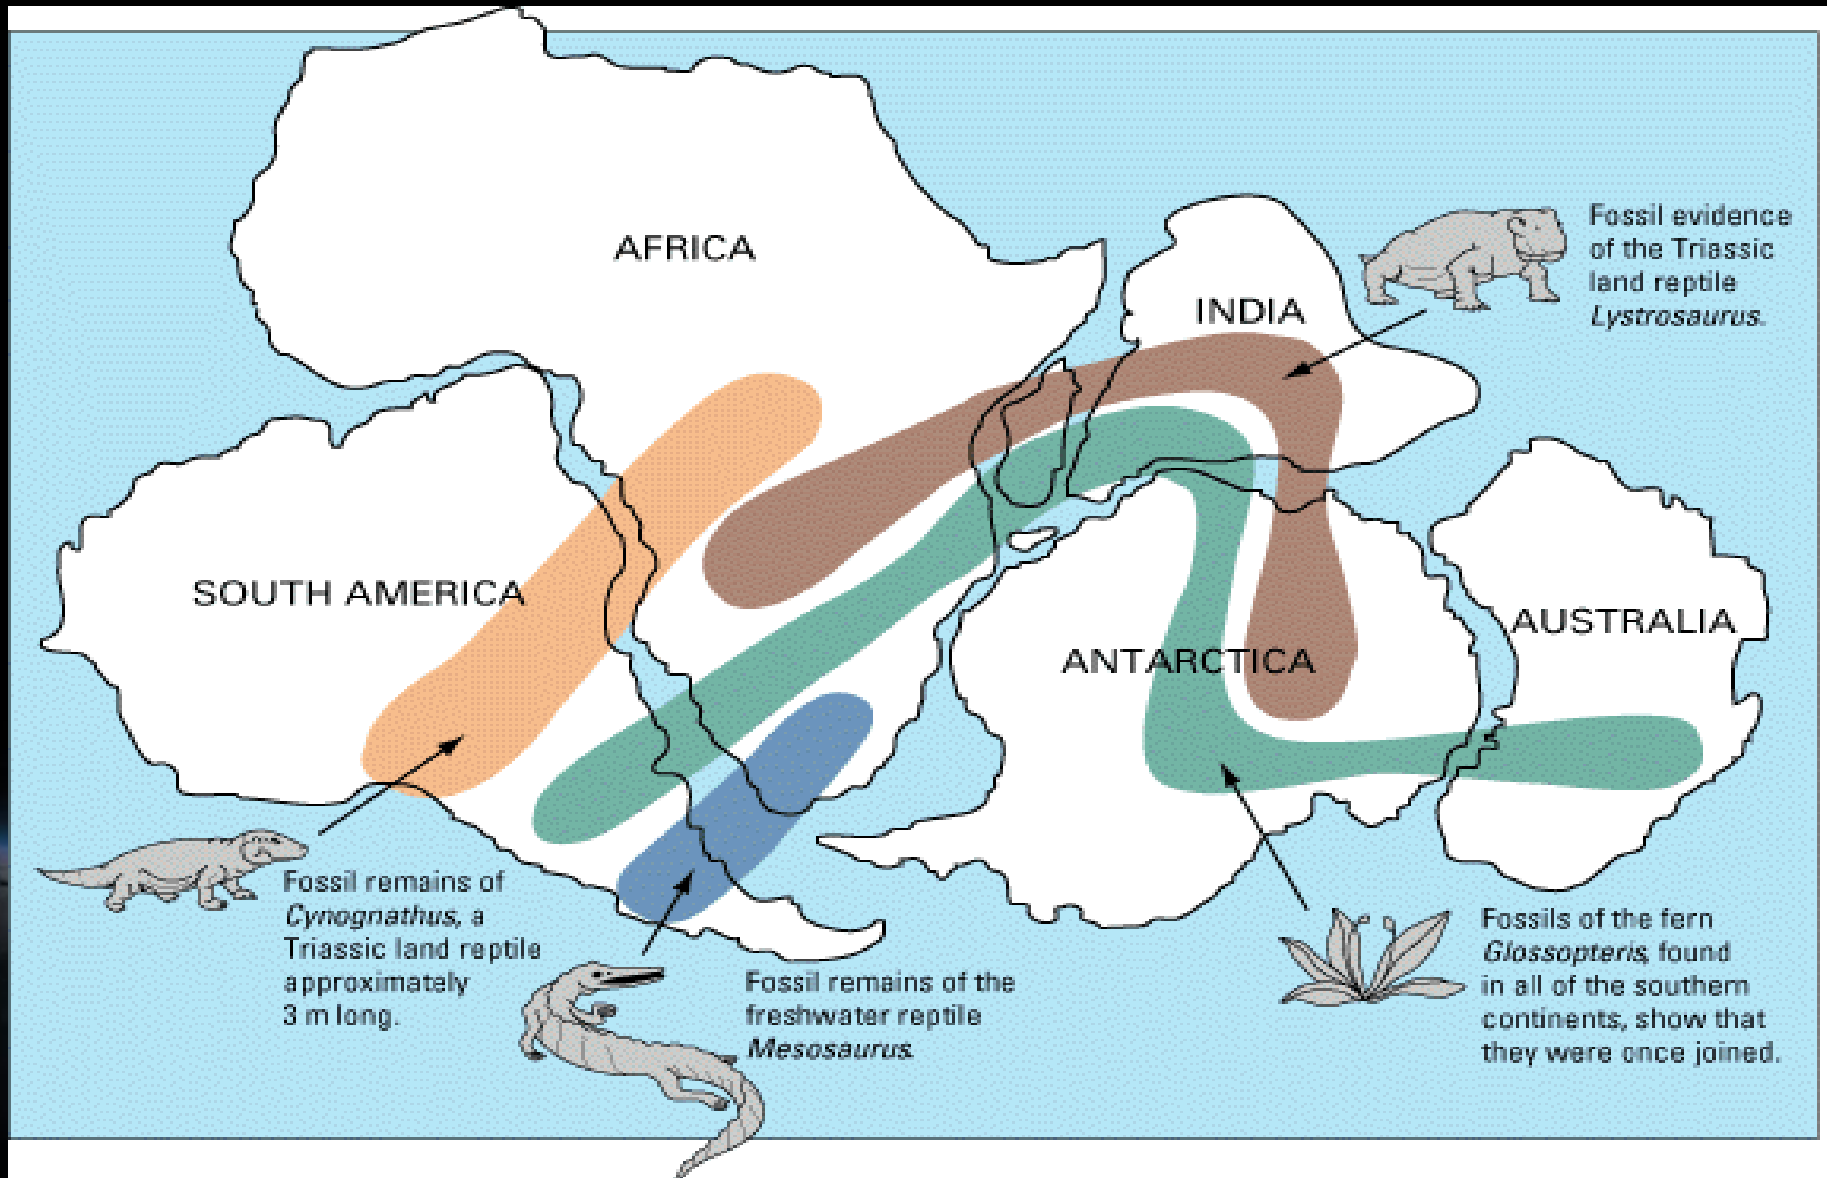 AFRICA
INDIA
SOUTH AMERICA
ANTARCTICA
AUSTRALIA
Fossil evidence
of the Triassic
land reptile
Lystrosaurus.
Fossil remains of
Cynognathus, a
Triassic land reptile
approximately
3 m long.
Fossil remains of the
freshwater reptile
Mesosaurus.
Fossils of the fern
Glossopteris, found
in all of the southern
continents, show that
they were once joined.